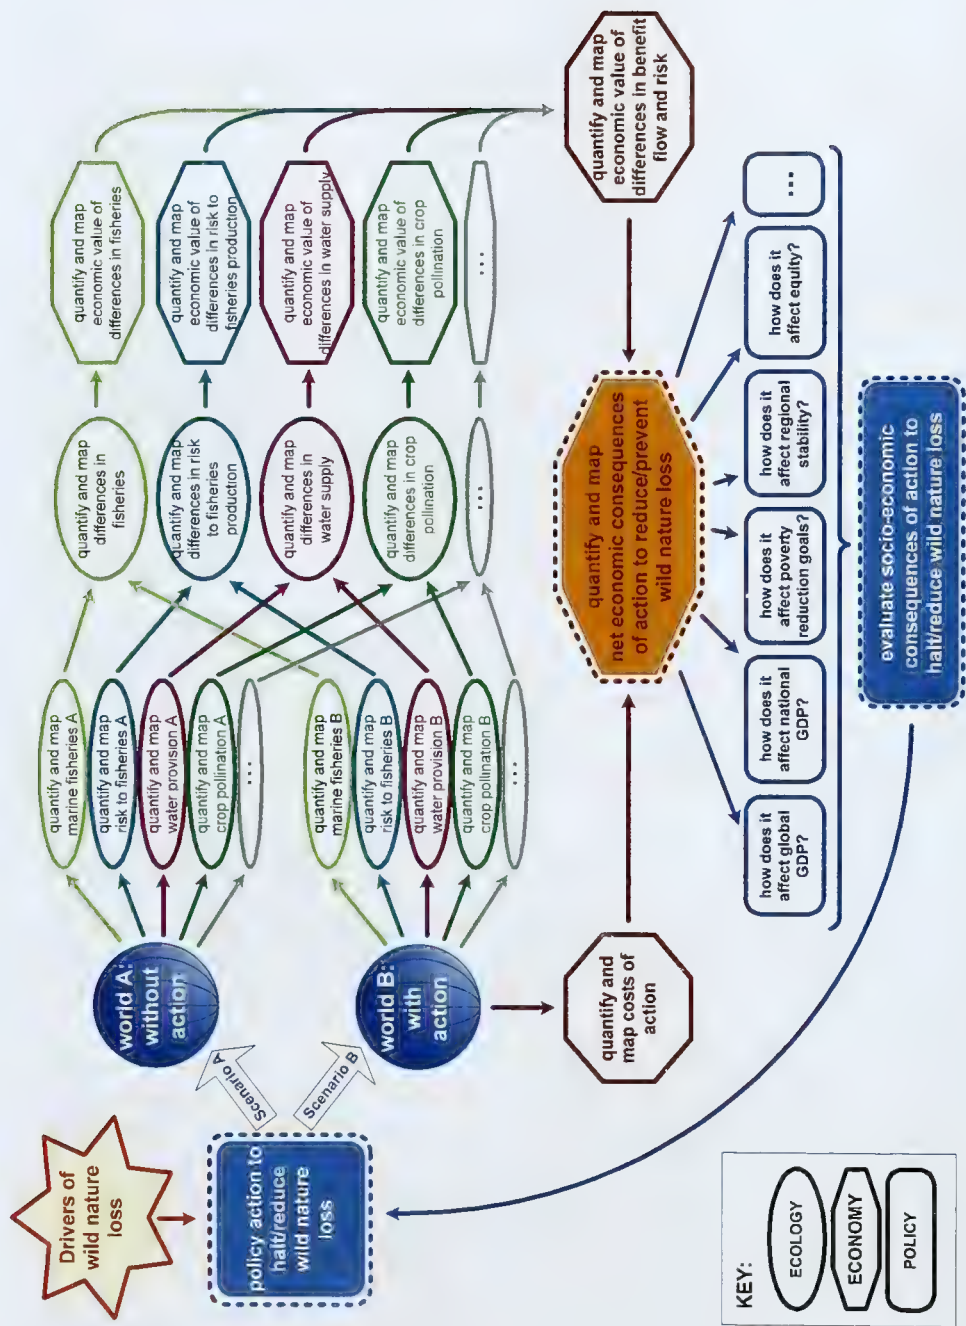 Drivers of
wild nature
loss
policy action to
halt/reduce
wild nature
loss
Scenario A
Scenario B
world A:
without
action
world B:
with
action
quantify and map
marine fisheries A
quantify and map
risk to fisheries A
quantify and map
water provision A
quantify and map
crop pollination A
...
quantify and map
marine fisheries B
quantify and map
risk to fisheries B
quantify and map
water provision B
quantify and map
crop pollination B
...
quantify and map
differences in
fisheries
quantify and map
differences in risk
to fisheries
production
quantify and map
differences in
water supply
quantify and map
differences in crop
pollination
...
quantify and map
economic value of
differences in fisheries
quantify and map
economic value of
differences in risk to
fisheries production
quantify and map
economic value of
differences in water supply
quantify and map
economic value of
differences in crop
pollination
...
quantify and
map costs of
action
quantify and map
net economic consequences
of action to reduce/prevent
wild nature loss
quantify and map
economic value of
differences in benefit
flow and risk
how does it
affect global
GDP?
how does it
affect national
GDP?
how does it
affect poverty
reduction goals?
how does it
affect regional
stability?
how does it
affect equity?
...
evaluate socio-economic
consequences of action to
halt/reduce wild nature loss
KEY:
ECOLOGY
ECONOMY
POLICY